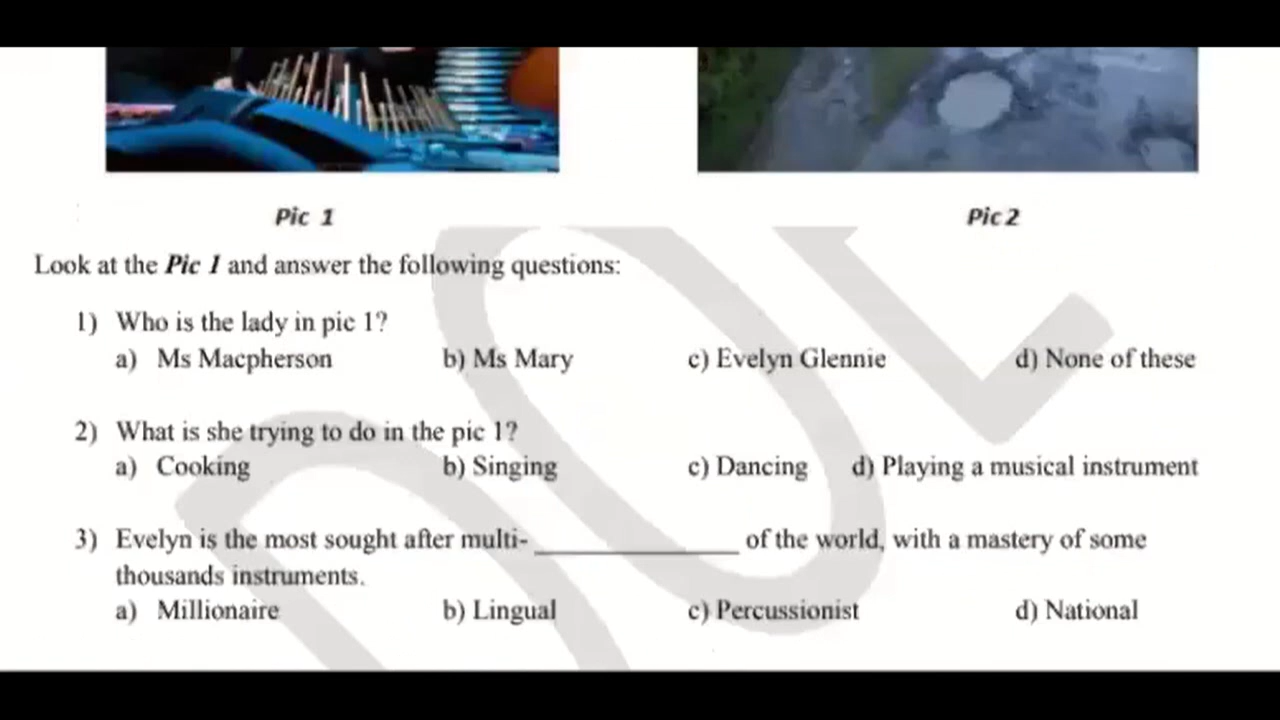 Pic 1
Pic 2
Look at the Pic 1 and answer the following questions:
1) Who is the lady in pic 1?
a) Ms Macpherson b) Ms Mary c) Evelyn Glennie d) None of these
2) What is she trying to do in the pic 1?
a) Cooking b) Singing c) Dancing d) Playing a musical instrument
3) Evelyn is the most sought after multi-______________ of the world, with a mastery of some
thousands instruments.
a) Millionaire b) Lingual c) Percussionist d) National